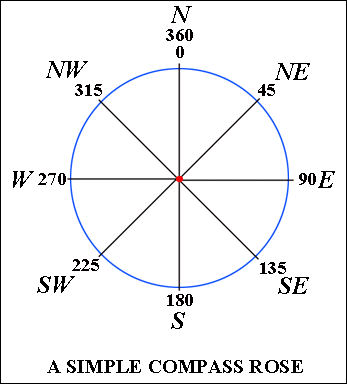 N
360
0
NW
NE
315
45
W 270
90 E
225
135
SW
SE
180
S
A SIMPLE COMPASS ROSE